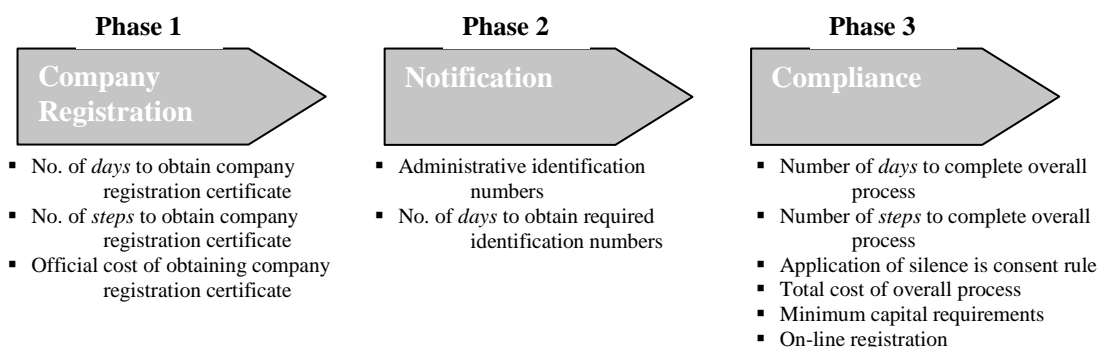 Phase 1
Company
Registration
▪ No. of days to obtain company
registration certificate
▪ No. of steps to obtain company
registration certificate
▪ Official cost of obtaining company
registration certificate
Phase 2
Notification
▪ Administrative identification
numbers
▪ No. of days to obtain required
identification numbers
Phase 3
Compliance
▪ Number of days to complete overall
process
▪ Number of steps to complete overall
process
▪ Application of silence is consent rule
▪ Total cost of overall process
▪ Minimum capital requirements
▪ On-line registration